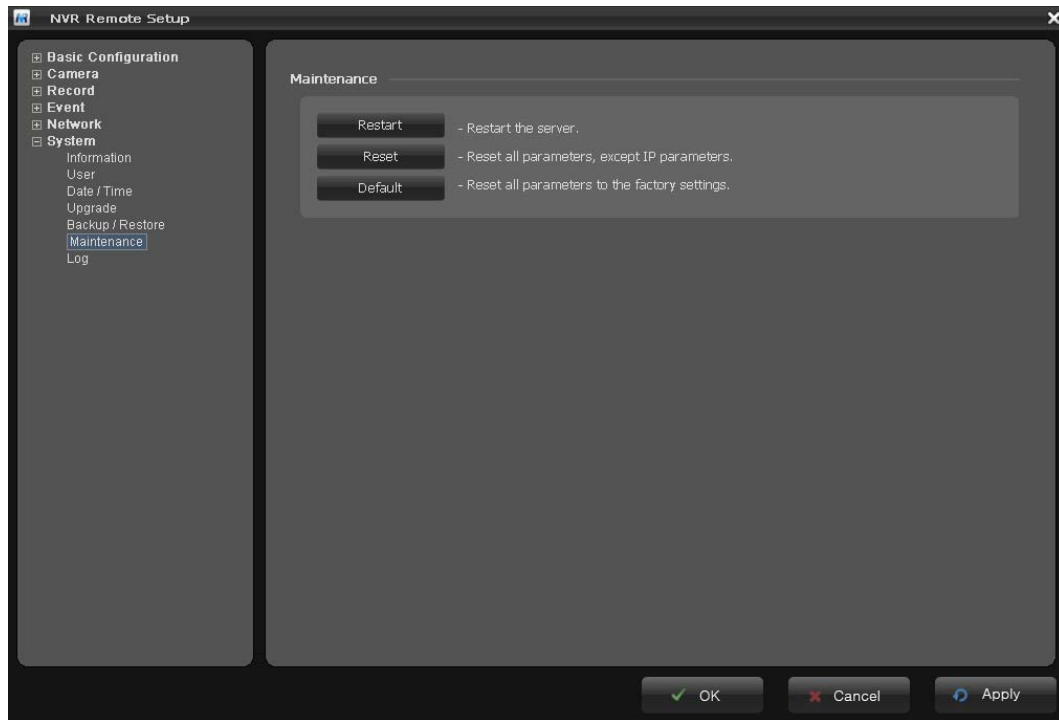 NVR Remote Setup
Basic Configuration
Camera
Record
Event
Network
System
Information
User
Date / Time
Upgrade
Backup / Restore
Maintenance
Log
Maintenance
Restart - Restart the server.
Reset - Reset all parameters, except IP parameters.
Default - Reset all parameters to the factory settings.
OK Cancel Apply